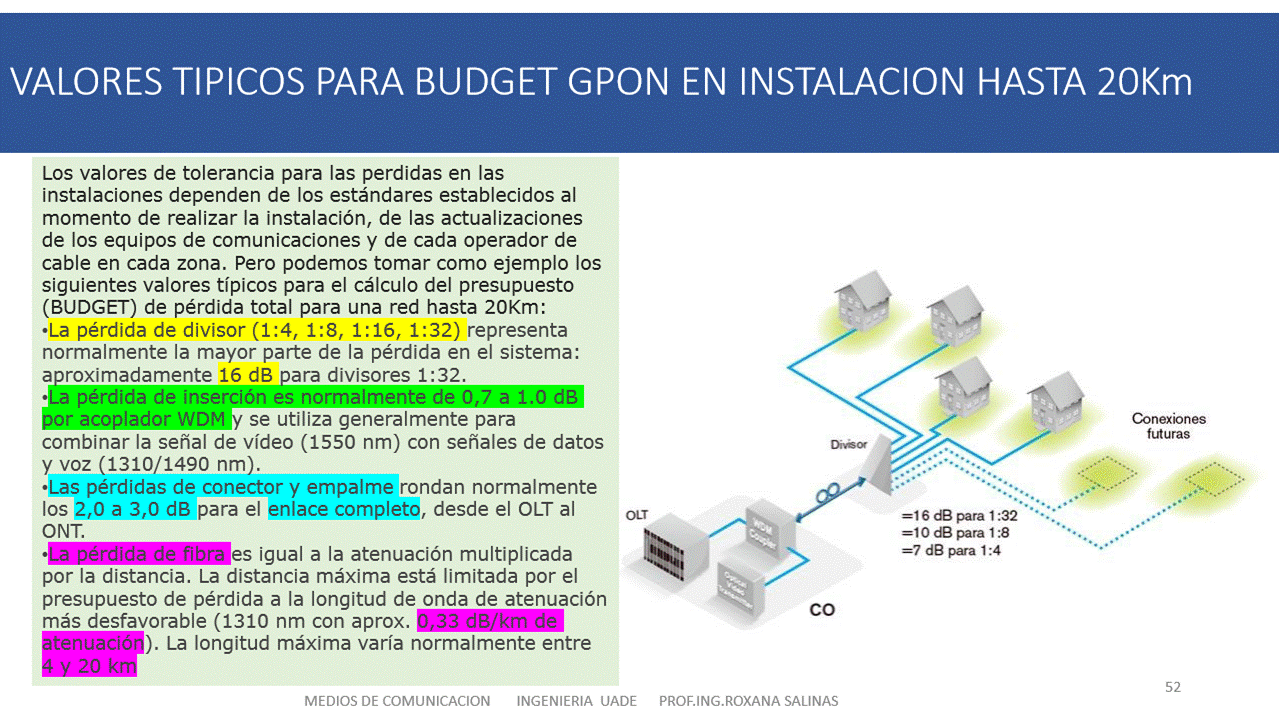 VALORES TIPICOS PARA BUDGET GPON EN INSTALACION HASTA 20Km
Los valores de tolerancia para las perdidas en las
instalaciones dependen de los estándares establecidos al
momento de realizar la instalación, de las actualizaciones
de los equipos de comunicaciones y de cada operador de
cable en cada zona. Pero podemos tomar como ejemplo los
siguientes valores típicos para el cálculo del presupuesto
(BUDGET) de pérdida total para una red hasta 20Km:
•La pérdida de divisor (1:4, 1:8, 1:16, 1:32) representa
normalmente la mayor parte de la pérdida en el sistema:
aproximadamente 16 dB para divisores 1:32.
•La pérdida de inserción es normalmente de 0,7 a 1.0 dB
por acoplador WDM y se utiliza generalmente para
combinar la señal de vídeo (1550 nm) con señales de datos
y voz (1310/1490 nm).
•Las pérdidas de conector y empalme rondan normalmente
los 2,0 a 3,0 dB para el enlace completo, desde el OLT al
ONT.
•La pérdida de fibra es igual a la atenuación multiplicada
por la distancia. La distancia máxima está limitada por el
presupuesto de pérdida a la longitud de onda de atenuación
más desfavorable (1310 nm con aprox. 0,33 dB/km de
atenuación). La longitud máxima varía normalmente entre
4 y 20 km
Conexiones
futuras
Divisor
OLT
WDM
Coupler
Optical
Video
Transmitter
CO
=16 dB para 1:32
=10 dB para 1:8
=7 dB para 1:4
MEDIOS DE COMUNICACION INGENIERIA UADE PROF.ING.ROXANA SALINAS
52